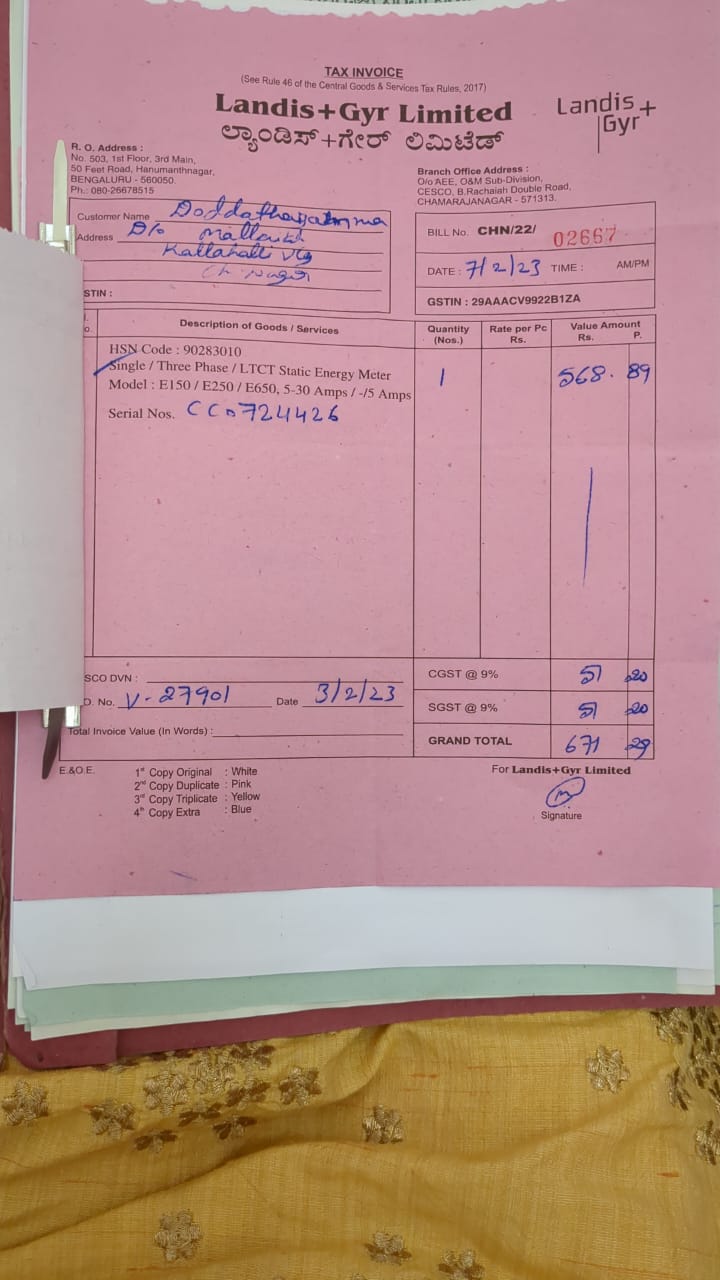 TAX INVOICE
(See Rule 46 of the Central Goods & Services Tax Rules, 2017)
Landis+Gyr Limited
ಲ್ಯಾಂಡಿಸ್+ಗೇರ್ ಲಿಮಿಟೆಡ್
Landis+
Gyr
R. O. Address :
No. 503, 1st Floor, 3rd Main,
50 Feet Road, Hanumanthnagar,
BENGALURU - 560050.
Ph.: 080-26678515
Branch Office Address :
O/o AEE, O&M Sub-Division,
CESCO, B.Rachaiah Double Road,
CHAMARAJANAGAR - 571313.
Customer Name
Address D/o
Kallahalli Vlg
Ch. Nagar
STIN :
BILL No. CHN/22/ 02667
DATE : 7/2/23 TIME : AM/PM
GSTIN : 29AAACV9922B1ZA
Description of Goods / Services Quantity (Nos.) Rate per Pc Rs. Value Amount Rs. P.
HSN Code : 90283010
Single / Three Phase / LTCT Static Energy Meter 1 568. 89
Model : E150 / E250 / E650, 5-30 Amps / -/5 Amps
Serial Nos. CC0724426
SCO DVN :
D. No. V-27901 Date 3/2/23
Total Invoice Value (In Words) :
CGST @ 9% 51 20
SGST @ 9% 51 20
GRAND TOTAL 671 29
E.&O.E.
1st Copy Original : White
2nd Copy Duplicate : Pink
3rd Copy Triplicate : Yellow
4th Copy Extra : Blue
For Landis+Gyr Limited
Signature